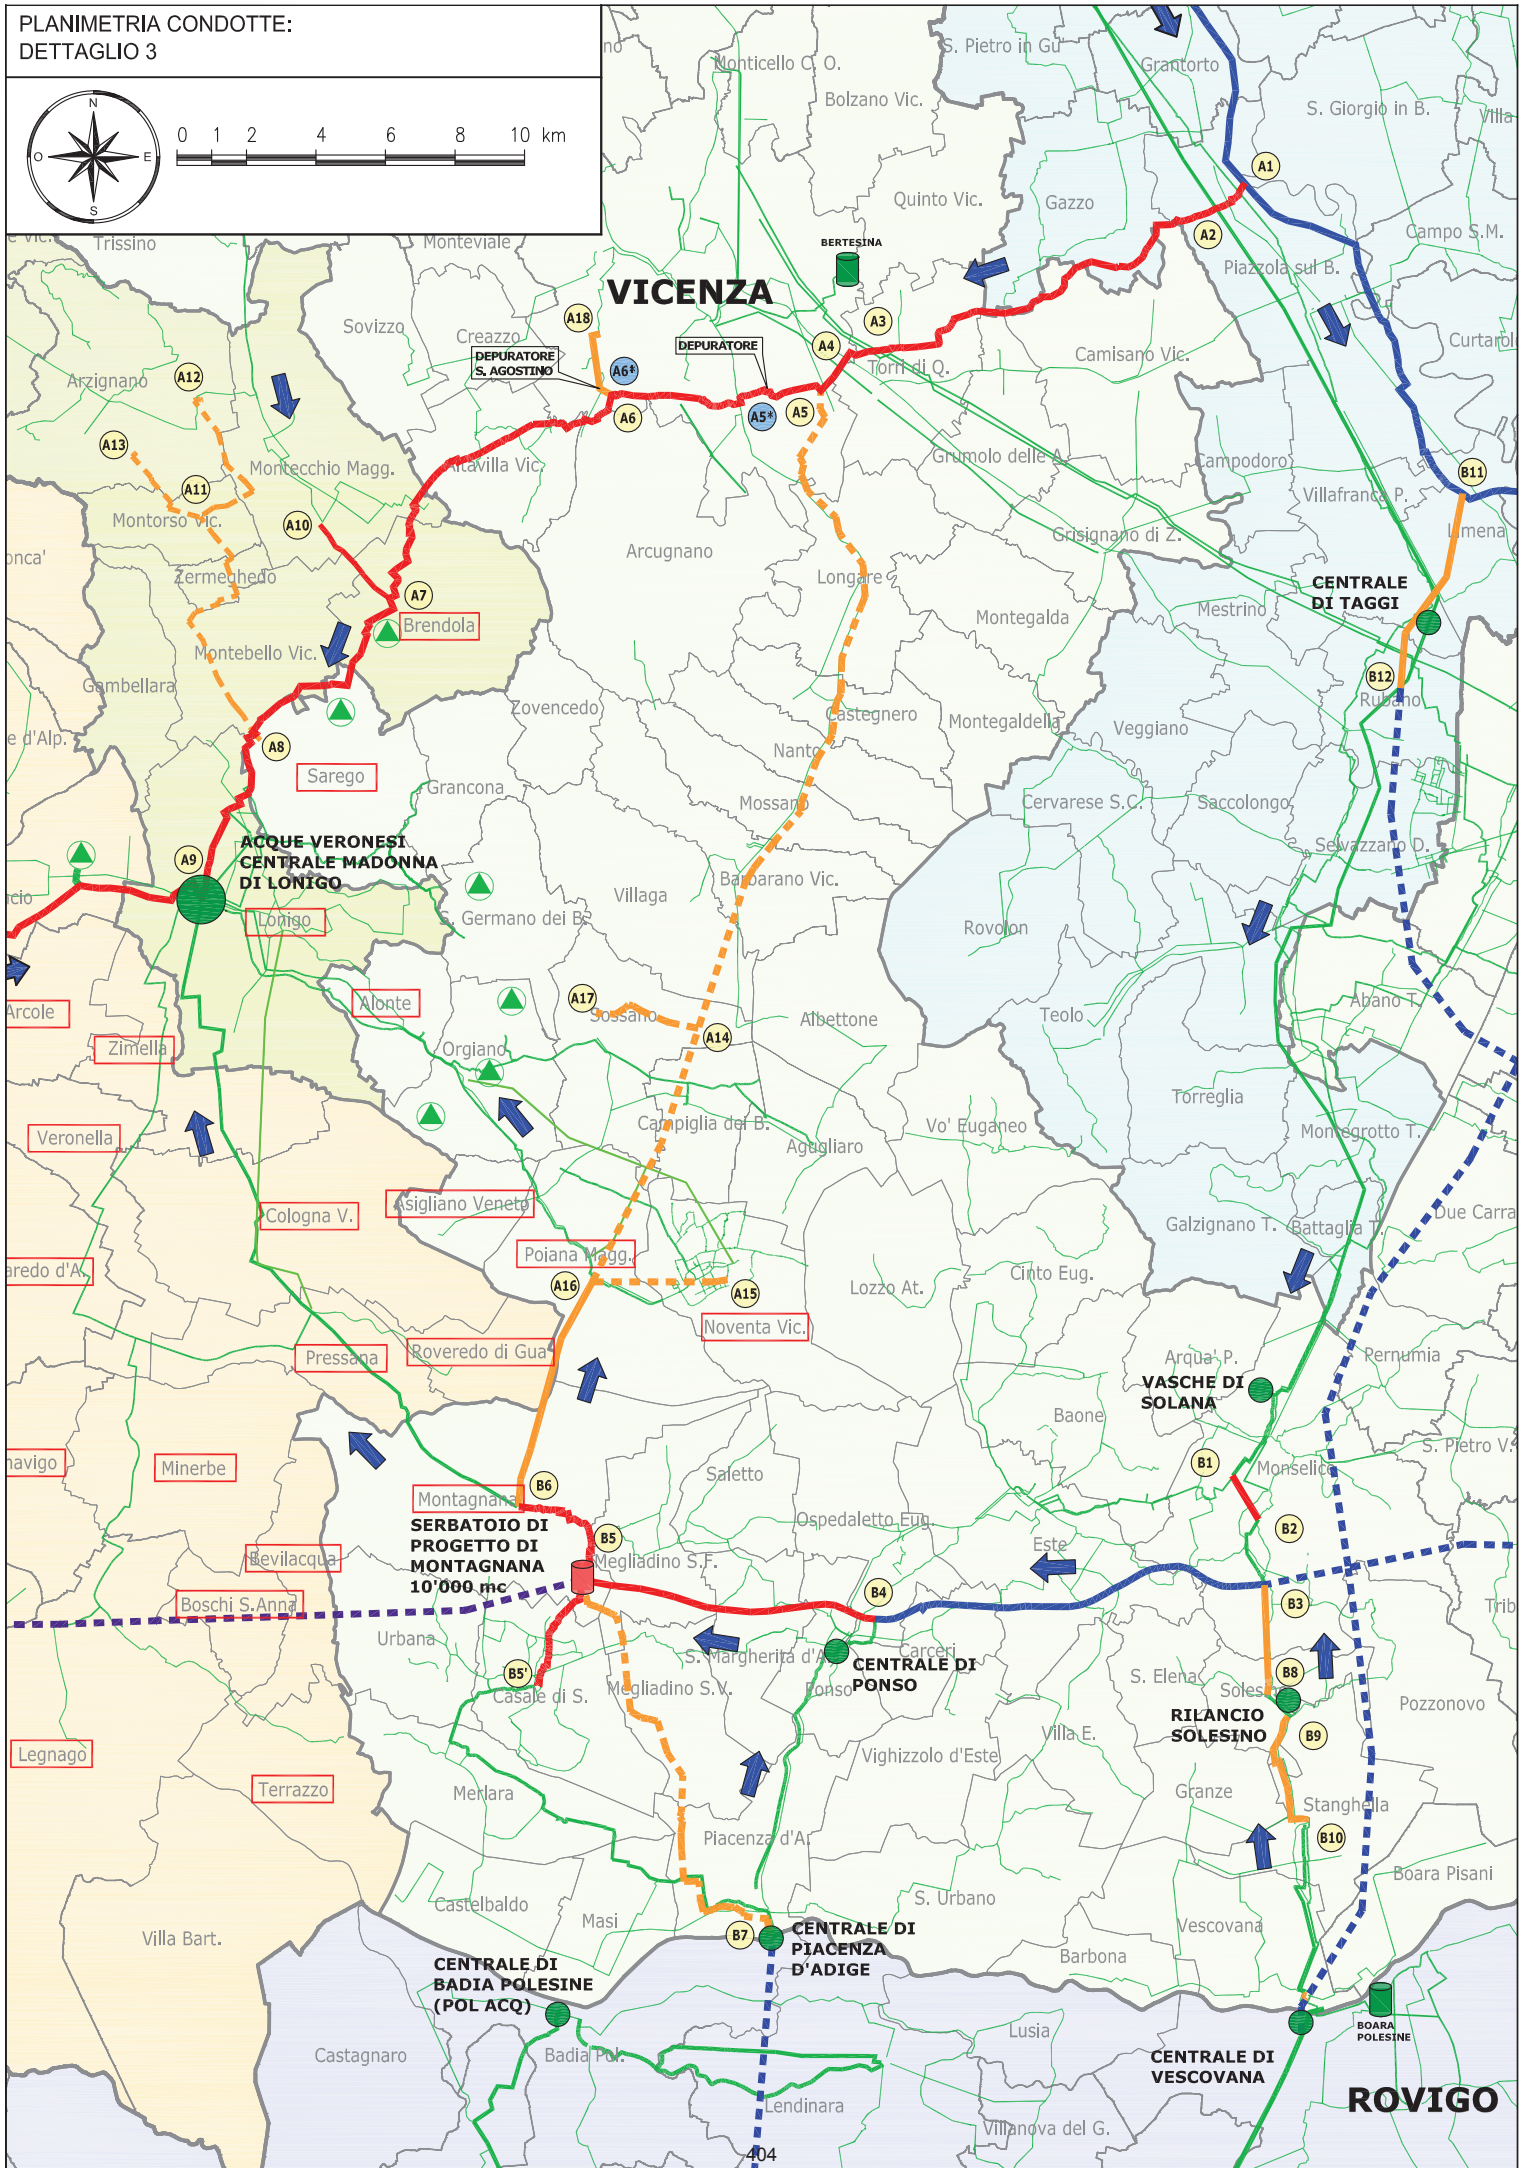 PLANIMETRIA CONDOTTE:
DETTAGLIO 3
N
O
E
S
0 1 2 4 6 8 10 km
Monticello C. O.
S. Pietro in Gu'
Grantorto
Bolzano Vic.
S. Giorgio in B.
Villa
A1
Quinto Vic.
Gazzo
A2
Campo S.M.
e Vic.
Trissino
Monteviale
BERTESINA
Piazzola sul B.
VICENZA
A18
A3
Sovizzo
Creazzo
A4
Curtarol
DEPURATORE
S. AGOSTINO
DEPURATORE
Camisano Vic.
Torri di Q.
Arzignano
A12
A6*
A6
A5*
A5
A13
Montecchio Magg.
Altavilla Vic.
Grumolo delle A.
Campodoro
B11
A11
Villafranca P.
Montorso Vic.
A10
Limena
onca'
Arcugnano
Grisignano di Z.
Zermeghedo
Longare
A7
CENTRALE
DI TAGGI
Brendola
Montegalda
Mestrino
Montebello Vic.
Gambellara
B12
Rubano
Zovencedo
Castegnero
Montegaldella
Veggiano
e d'Alp.
A8
Nanto
Sarego
Grancona
Mossano
Cervarese S.C.
Saccolongo
ACQUE VERONESI
CENTRALE MADONNA
DI LONIGO
Selvazzano D.
A9
Barbarano Vic.
Villaga
cio
Lonigo
S. Germano dei B.
Rovolon
A17
Alonte
Sossano
Abano T.
Arcole
Albettone
Teolo
A14
Zimella
Orgiano
Torreglia
Veronella
Campiglia dei B.
Vo' Euganeo
Montegrotto T.
Agugliaro
Asigliano Veneto
Cologna V.
Galzignano T.
Battaglia T.
Due Carra
Poiana Magg.
aredo d'A.
Cinto Eug.
A16
A15
Lozzo At.
Noventa Vic.
Pressana
Roveredo di Gua'
Arqua' P.
Pernumia
VASCHE DI
SOLANA
Baone
navigo
Minerbe
Saletto
B1
Monselice
S. Pietro V.
B6
Montagnana
SERBATOIO DI
PROGETTO DI
MONTAGNANA
10'000 mc
Ospedaletto Eug.
B2
B5
Este
Bevilacqua
Megliadino S.F.
B4
Boschi S.Anna
B3
Trib
Urbana
Carceri
S. Margherita d'A.
CENTRALE DI
PONSO
B5'
Ponso
S. Elena
B8
Casale di S.
Megliadino S.V.
Pozzonovo
RILANCIO
SOLESINO
B9
Legnago
Villa E.
Vighizzolo d'Este
Terrazzo
Merlara
Granze
Stanghella
Piacenza d'A.
B10
Boara Pisani
Castelbaldo
S. Urbano
Masi
Vescovana
Villa Bart.
B7
CENTRALE DI
PIACENZA
D'ADIGE
Barbona
CENTRALE DI
BADIA POLESINE
(POL ACQ)
BOARA
POLESINE
Lusia
Castagnaro
Badia Pol.
CENTRALE DI
VESCOVANA
ROVIGO
Lendinara
Villanova del G.
404